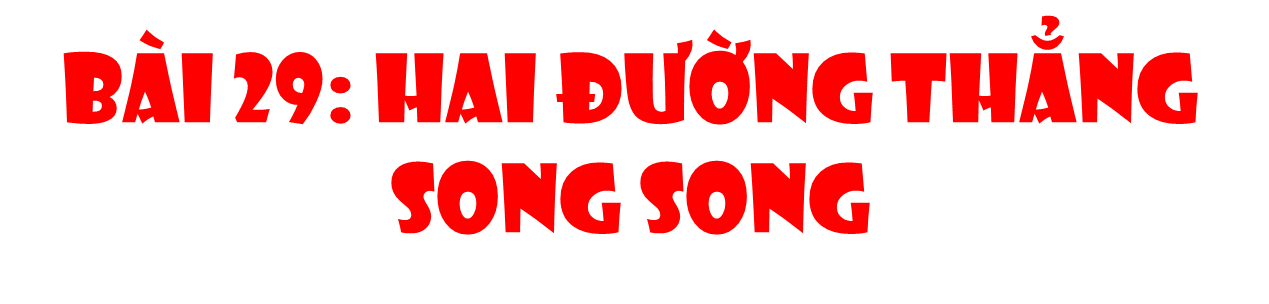 BÀI 29: HAI ĐƯỜNG THẲNG
SONG SONG